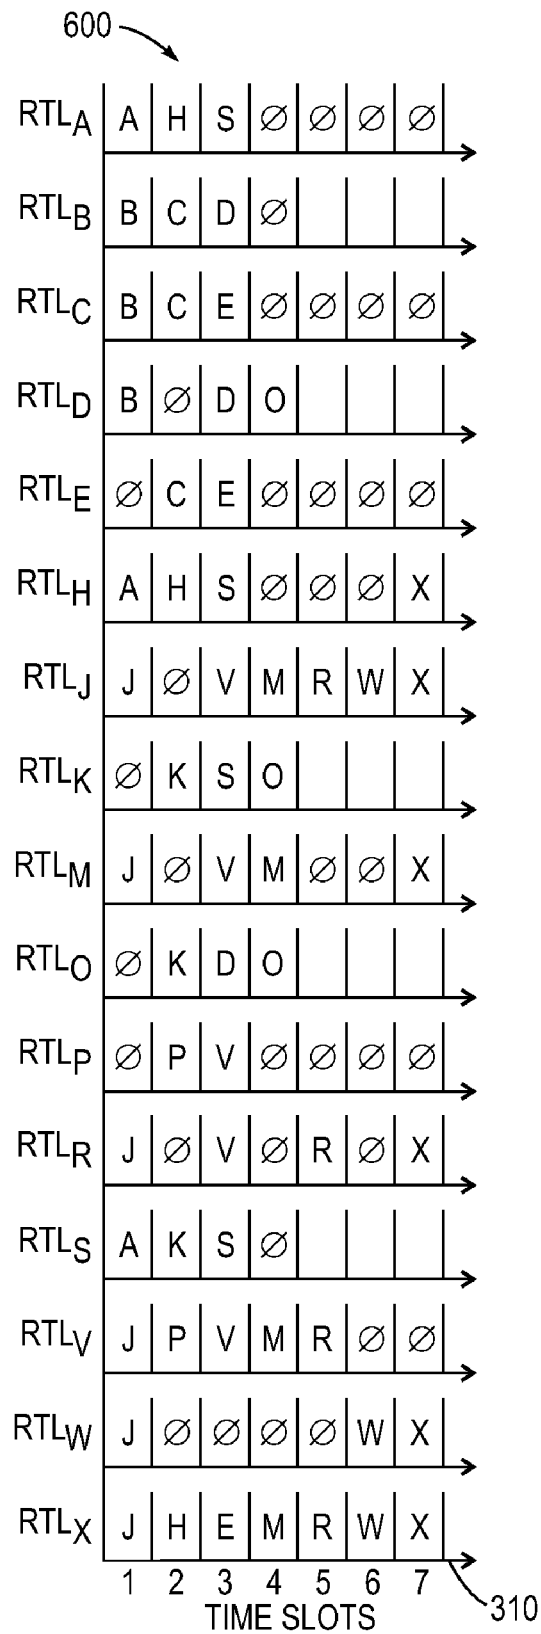 600
RTLA A H S ∅ ∅ ∅ ∅
RTLB B C D ∅
RTLC B C E ∅ ∅ ∅ ∅
RTLD B ∅ D O
RTLE ∅ C E ∅ ∅ ∅ ∅
RTLH A H S ∅ ∅ ∅ X
RTLJ J ∅ V M R W X
RTLK ∅ K S O
RTLM J ∅ V M ∅ ∅ X
RTLO ∅ K D O
RTLP ∅ P V ∅ ∅ ∅ ∅
RTLR J ∅ V ∅ R ∅ X
RTLS A K S ∅
RTLV J P V M R ∅ ∅
RTLW J ∅ ∅ ∅ ∅ W X
RTLX J H E M R W X
1 2 3 4 5 6 7
TIME SLOTS
310